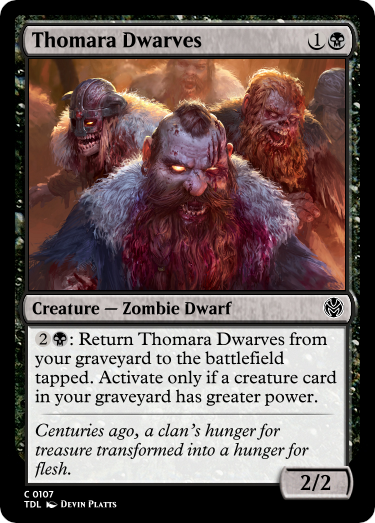 Thomara Dwarves 1
Creature — Zombie Dwarf
2 : Return Thomara Dwarves from
your graveyard to the battlefield
tapped. Activate only if a creature card
in your graveyard has greater power.
Centuries ago, a clan’s hunger for
treasure transformed into a hunger for
flesh.
2/2
C 0107
TDL Devin Platts